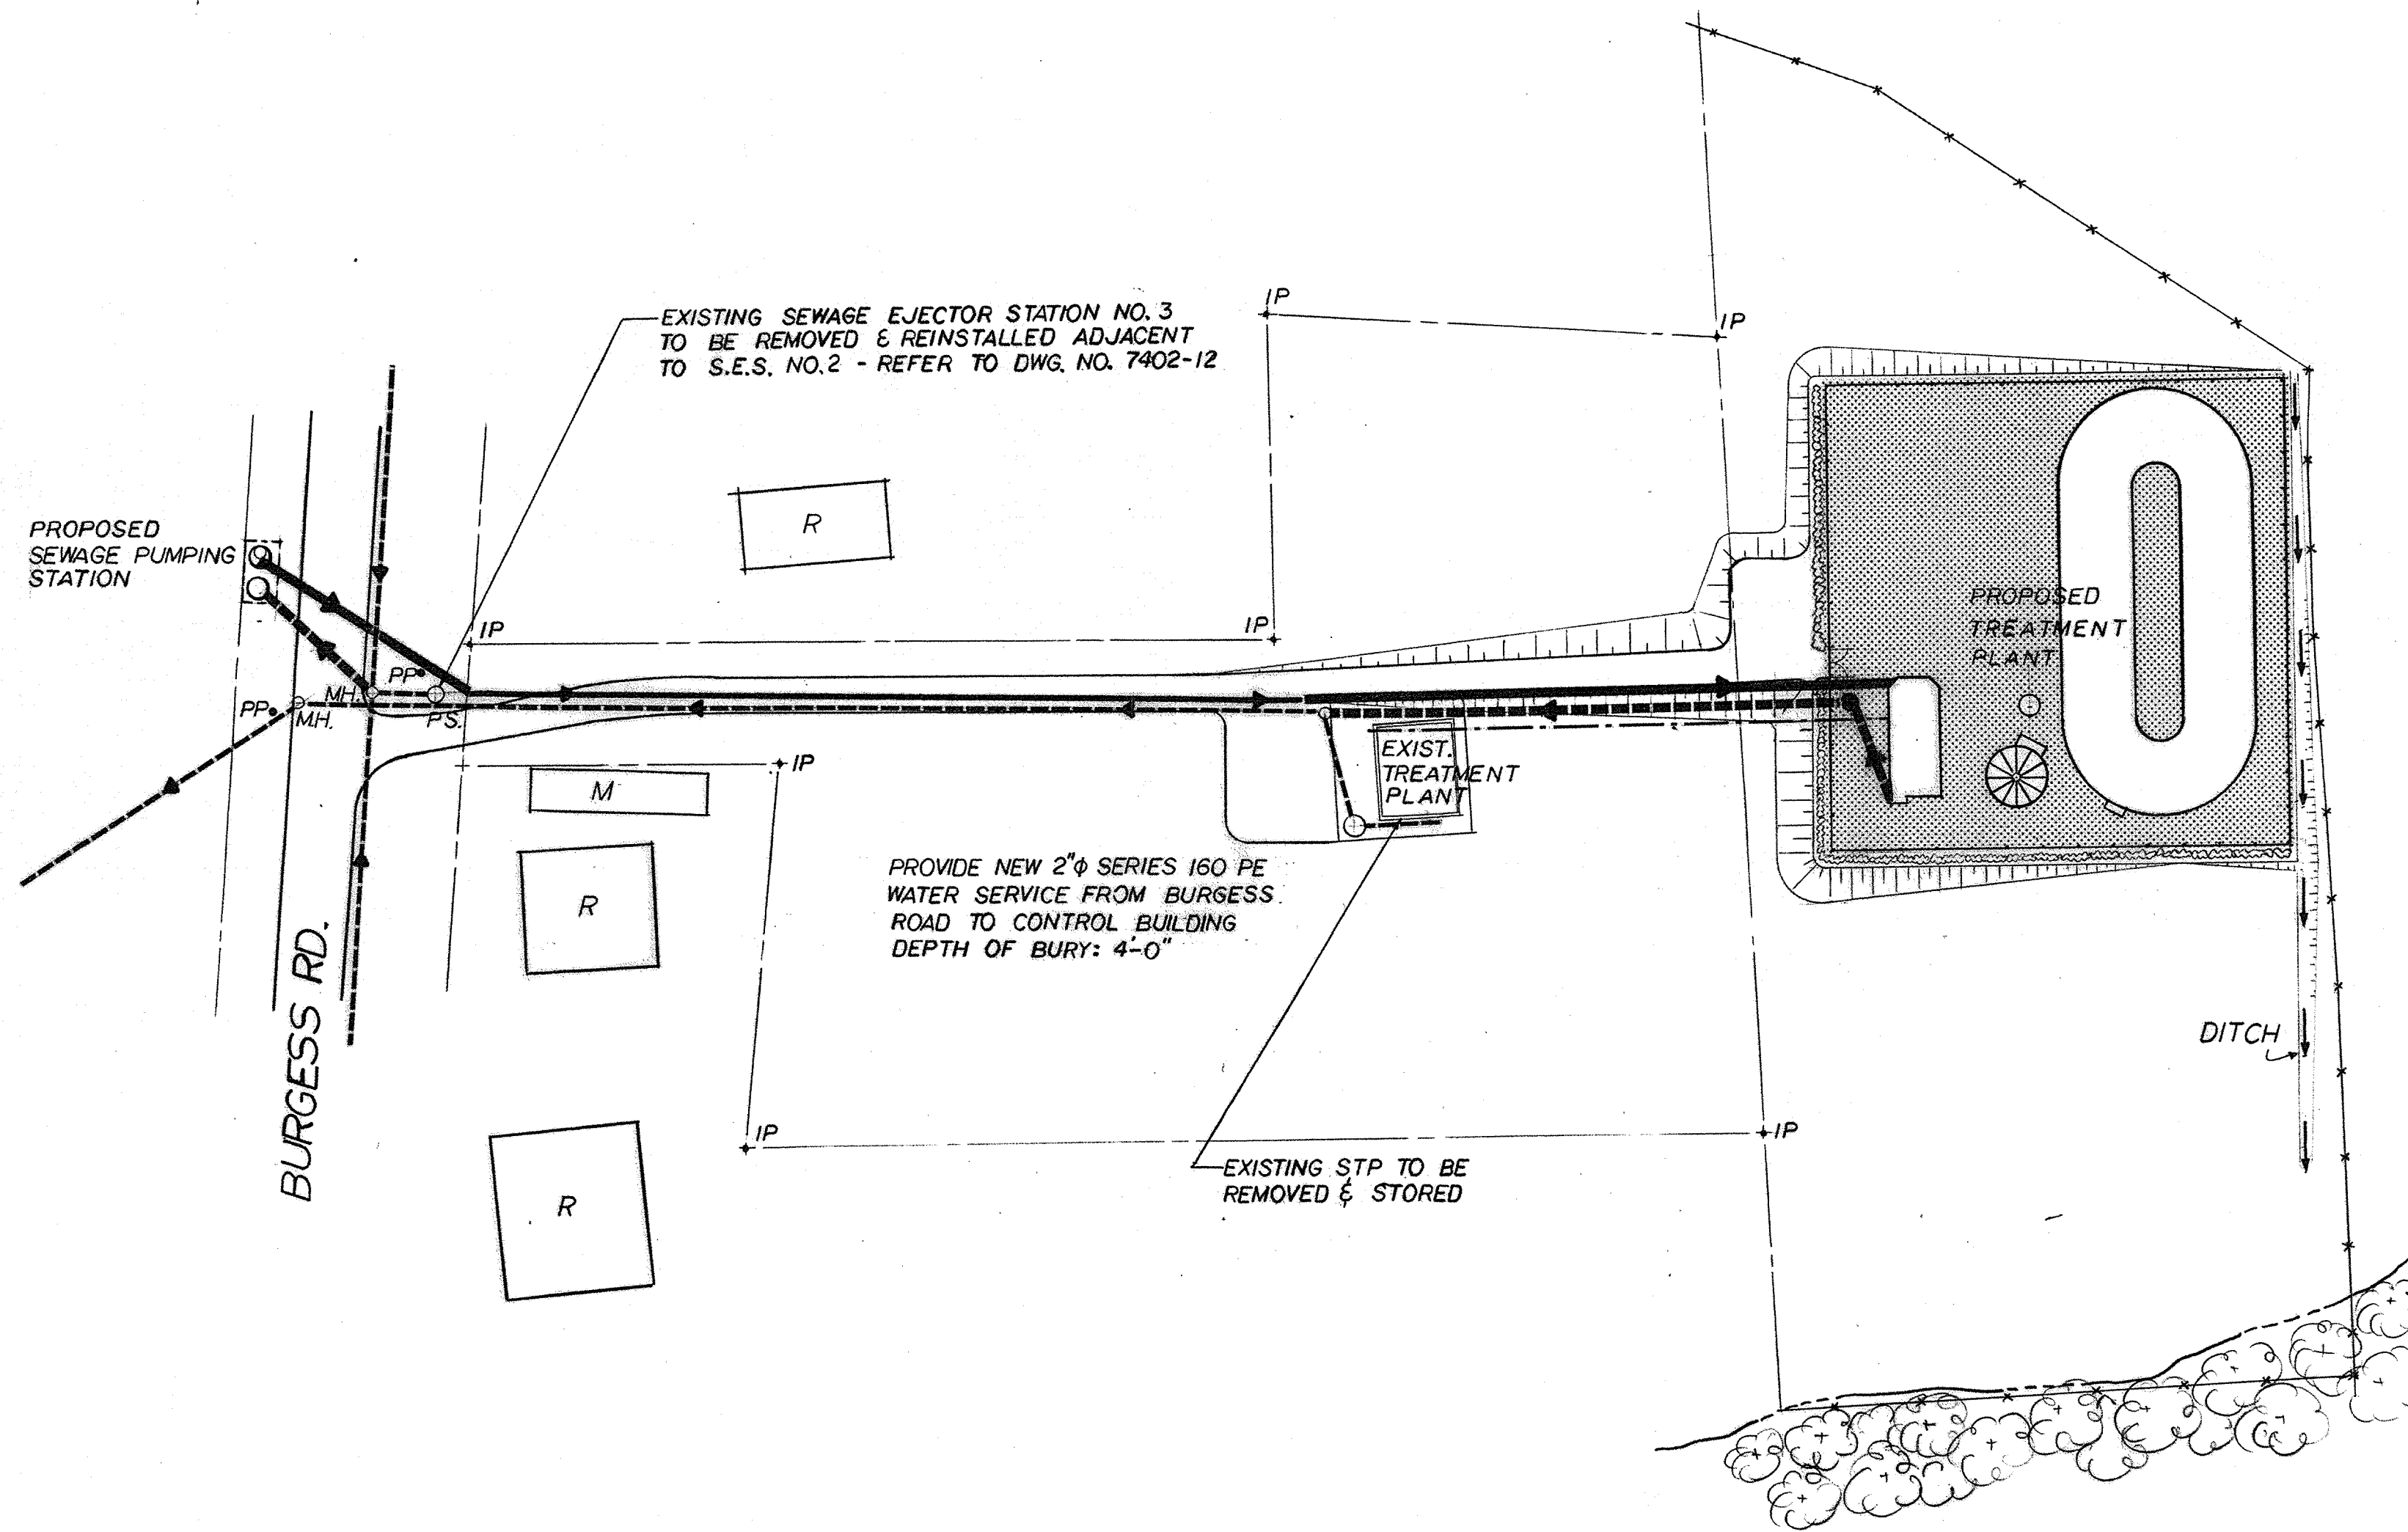 IP
EXISTING SEWAGE EJECTOR STATION NO. 3
TO BE REMOVED & REINSTALLED ADJACENT
TO S.E.S. NO. 2 - REFER TO DWG. NO. 7402-12
IP
R
PROPOSED
SEWAGE PUMPING
STATION
PROPOSED
TREATMENT
PLANT
IP
IP
PP
MH.
PP
MH.
P.S.
EXIST.
TREATMENT
PLANT
IP
M
PROVIDE NEW 2"φ SERIES 160 PE
WATER SERVICE FROM BURGESS
ROAD TO CONTROL BUILDING
DEPTH OF BURY: 4'-0"
R
BURGESS RD.
DITCH
IP
IP
EXISTING STP TO BE
REMOVED & STORED
R